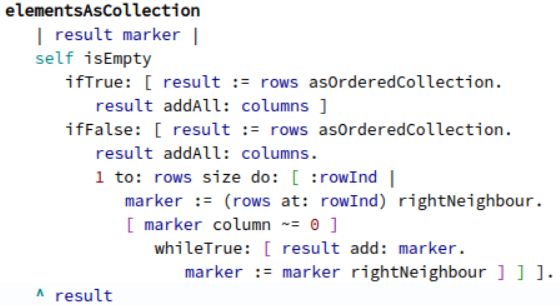 elementsAsCollection
| result marker |
self isEmpty
ifTrue: [ result := rows asOrderedCollection.
result addAll: columns ]
ifFalse: [ result := rows asOrderedCollection.
result addAll: columns.
1 to: rows size do: [ :rowInd |
marker := (rows at: rowInd) rightNeighbour.
[ marker column ~= 0 ]
whileTrue: [ result add: marker.
marker := marker rightNeighbour ] ] ].
^ result